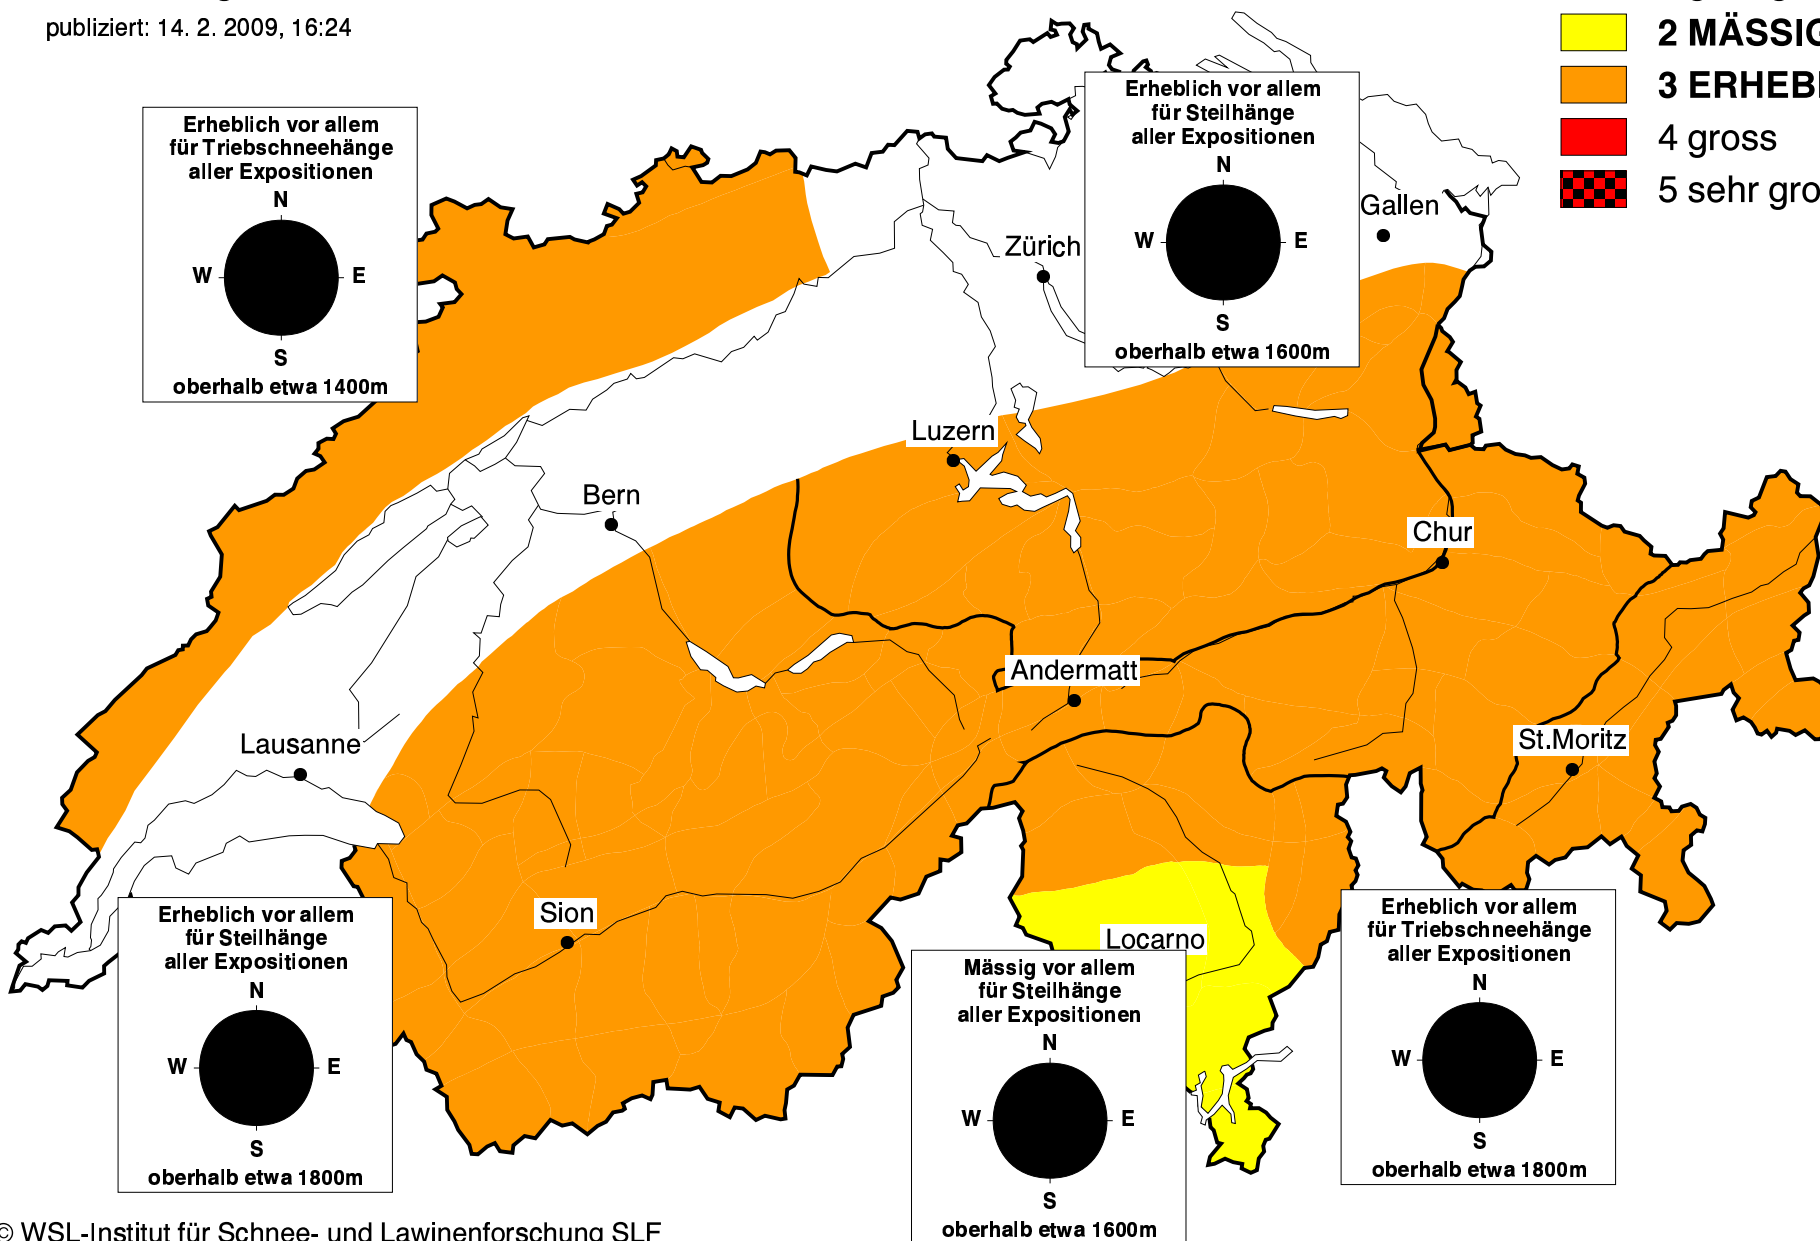 publiziert: 14. 2. 2009, 16:24
2 MÄSSIG
3 ERHEB
4 gross
5 sehr gro
Erheblich vor allem
für Triebschneehänge
aller Expositionen
N
W E
S
oberhalb etwa 1400m
Erheblich vor allem
für Steilhänge
aller Expositionen
N
W E
S
oberhalb etwa 1600m
Gallen
Zürich
Luzern
Bern
Chur
Andermatt
Lausanne
St.Moritz
Sion
Locarno
Erheblich vor allem
für Steilhänge
aller Expositionen
N
W E
S
oberhalb etwa 1800m
Mässig vor allem
für Steilhänge
aller Expositionen
N
W E
S
oberhalb etwa 1600m
Erheblich vor allem
für Triebschneehänge
aller Expositionen
N
W E
S
oberhalb etwa 1800m
© WSL-Institut für Schnee- und Lawinenforschung SLF